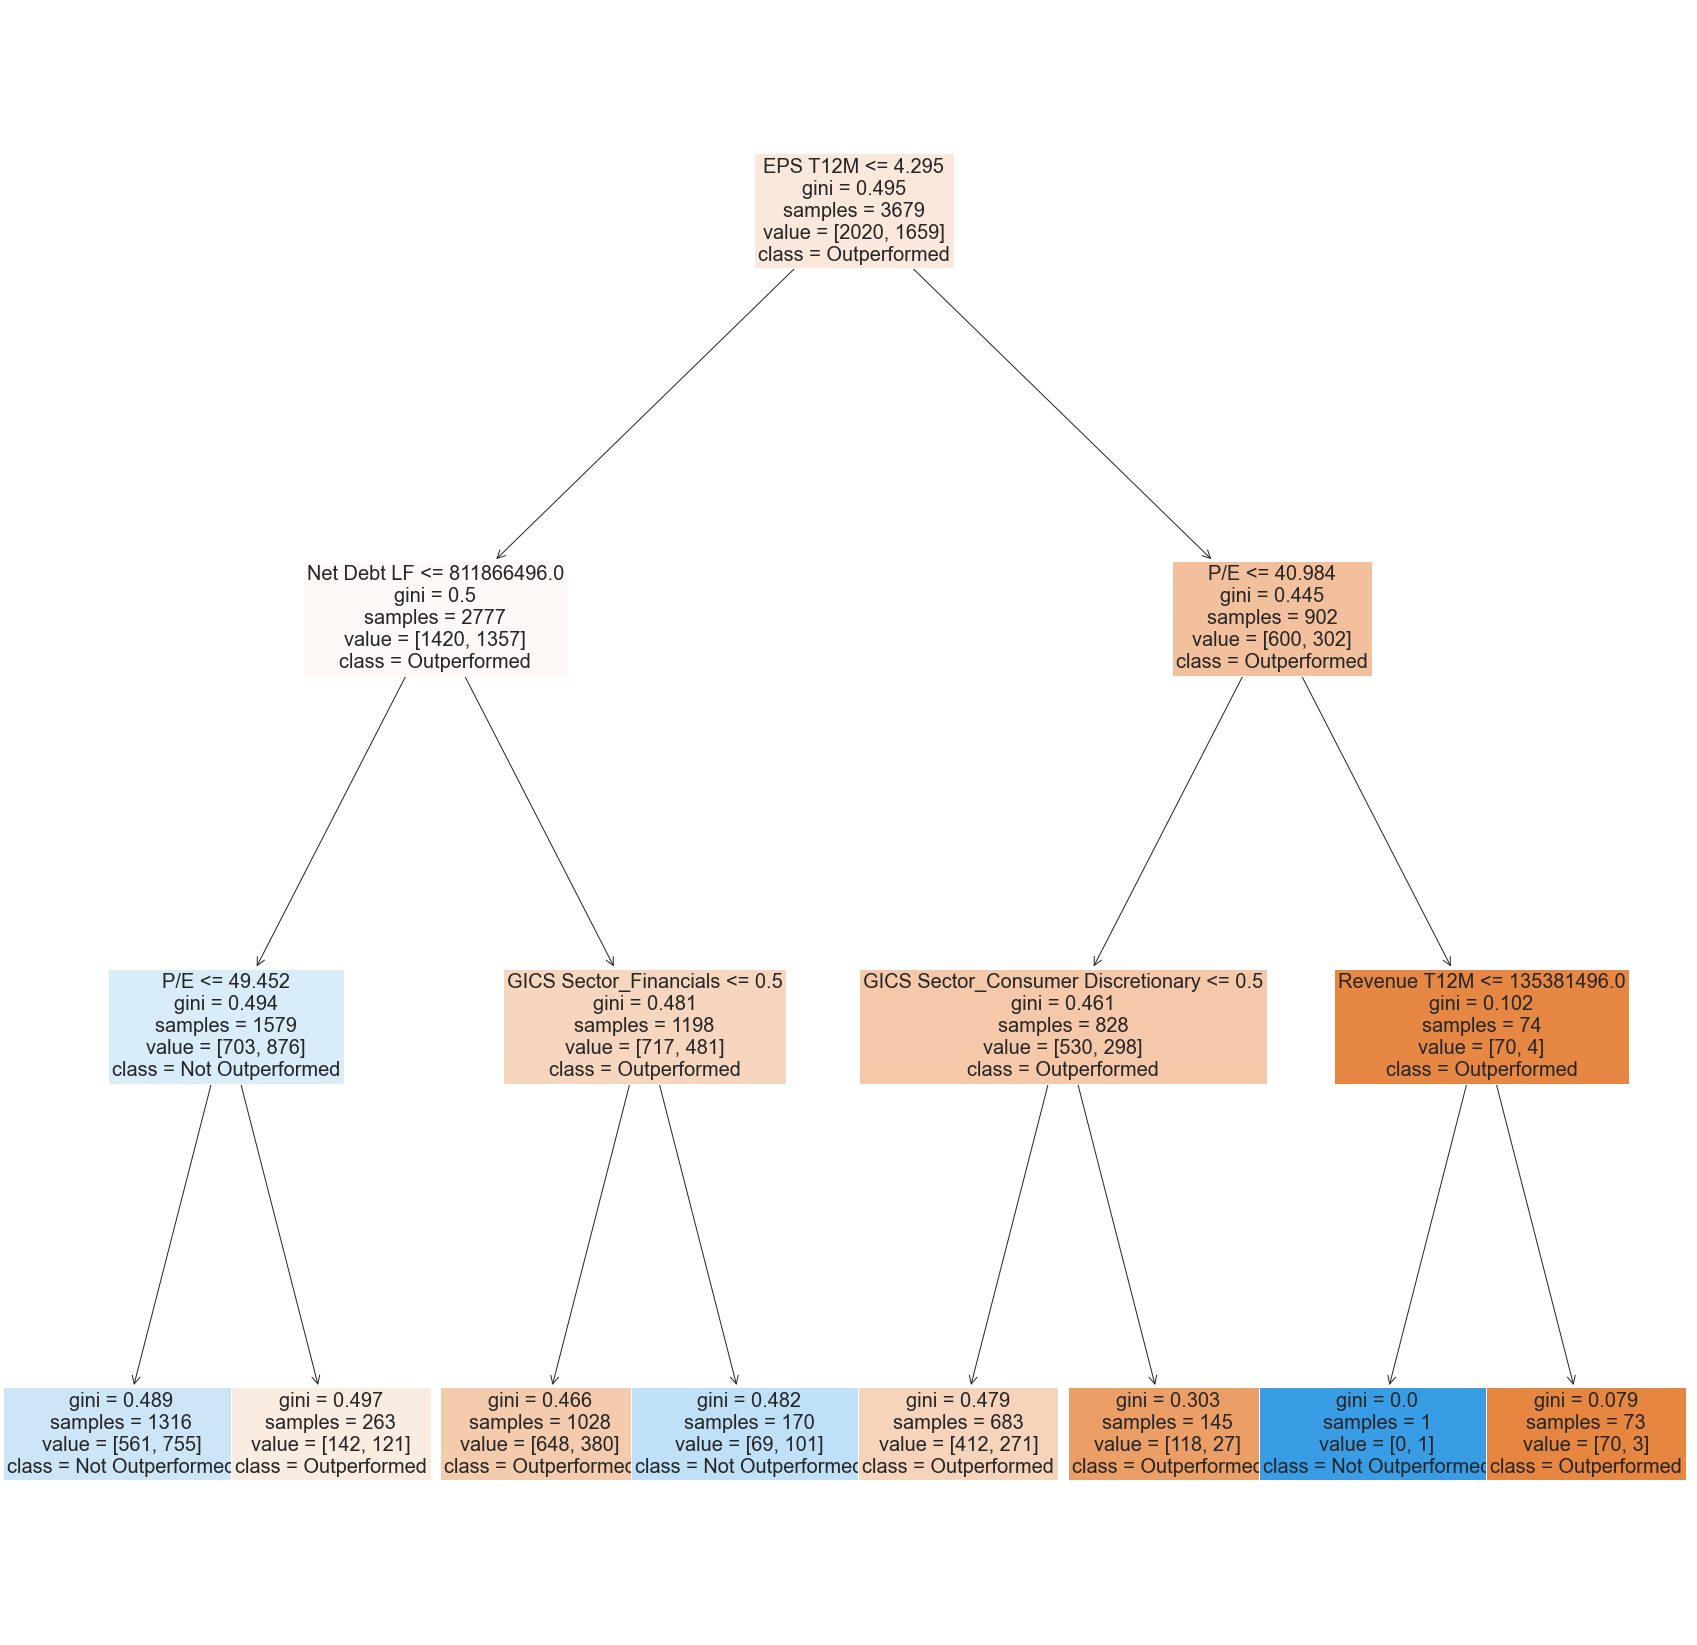 EPS T12M <= 4.295
gini = 0.495
samples = 3679
value = [2020, 1659]
class = Outperformed
Net Debt LF <= 811866496.0
gini = 0.5
samples = 2777
value = [1420, 1357]
class = Outperformed
P/E <= 40.984
gini = 0.445
samples = 902
value = [600, 302]
class = Outperformed
P/E <= 49.452
gini = 0.494
samples = 1579
value = [703, 876]
class = Not Outperformed
GICS Sector_Financials <= 0.5
gini = 0.481
samples = 1198
value = [717, 481]
class = Outperformed
GICS Sector_Consumer Discretionary <= 0.5
gini = 0.461
samples = 828
value = [530, 298]
class = Outperformed
Revenue T12M <= 135381496.0
gini = 0.102
samples = 74
value = [70, 4]
class = Outperformed
gini = 0.489
samples = 1316
value = [561, 755]
class = Not Outperformed
gini = 0.497
samples = 263
value = [142, 121]
class = Outperformed
gini = 0.466
samples = 1028
value = [648, 380]
class = Outperformed
gini = 0.482
samples = 170
value = [69, 101]
class = Not Outperformed
gini = 0.479
samples = 683
value = [412, 271]
class = Outperformed
gini = 0.303
samples = 145
value = [118, 27]
class = Outperformed
gini = 0.0
samples = 1
value = [0, 1]
class = Not Outperformed
gini = 0.079
samples = 73
value = [70, 3]
class = Outperformed